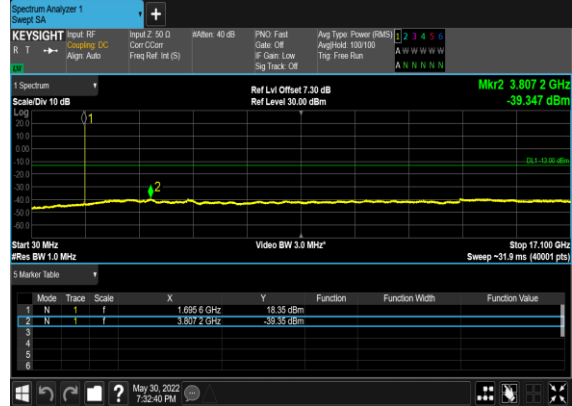 Spectrum Analyzer 1
Swept SA
+
KEYSIGHT Input: RF Input Z: 50 Ω #Atten: 40 dB PNO: Fast Avg Type: Power (RMS) 1 2 3 4 5 6
R T Coupling: DC Corr CCorr Gate: Off Avg|Hold: 100/100 A W W W W W
Align: Auto Freq Ref: Int (S) IF Gain: Low Trig: Free Run
Sig Track: Off A N N N N N
1 Spectrum Ref Lvl Offset 7.30 dB Mkr2 3.807 2 GHz
Scale/Div 10 dB Ref Level 30.00 dBm -39.347 dBm
Log
1
20.0
10.0
0.00
-10.0
DL1 -13.00 dBm
-20.0
-30.0
2
-40.0
-50.0
-60.0
Start 30 MHz Video BW 3.0 MHz* Stop 17.100 GHz
#Res BW 1.0 MHz Sweep ~31.9 ms (40001 pts)
5 Marker Table
Mode Trace Scale X Y Function Function Width Function Value
1 N 1 f 1.695 6 GHz 18.35 dBm
2 N 1 f 3.807 2 GHz -39.35 dBm
3
4
5
6
? May 30, 2022
7:32:40 PM